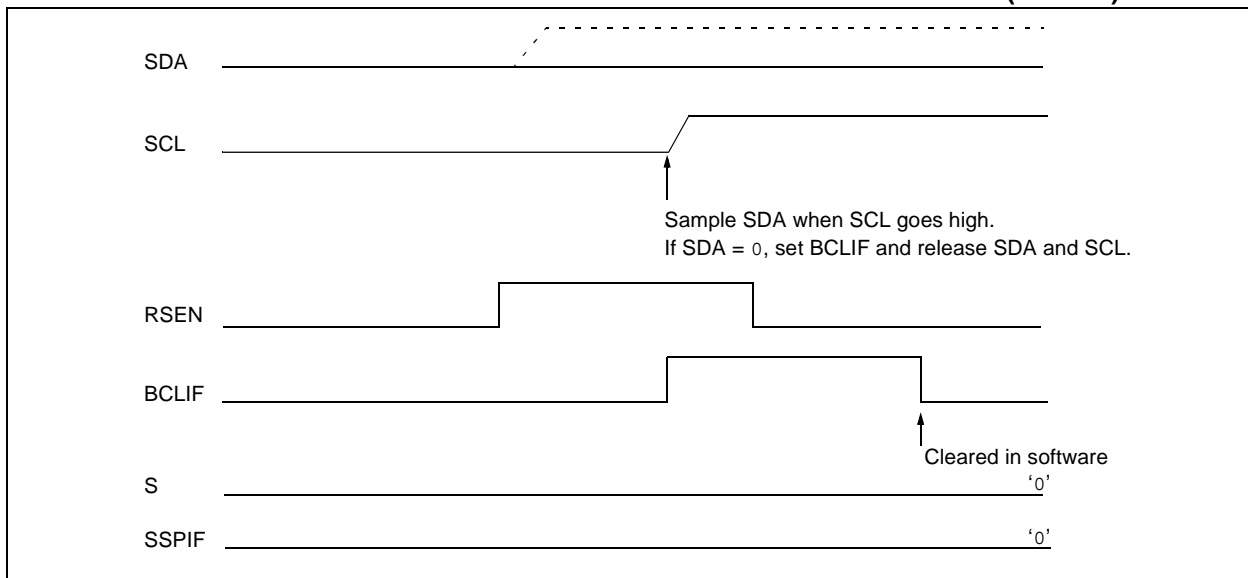 SDA
SCL
Sample SDA when SCL goes high.
If SDA = 0, set BCLIF and release SDA and SCL.
RSEN
BCLIF
Cleared in software
S
‘0’
SSPIF
‘0’